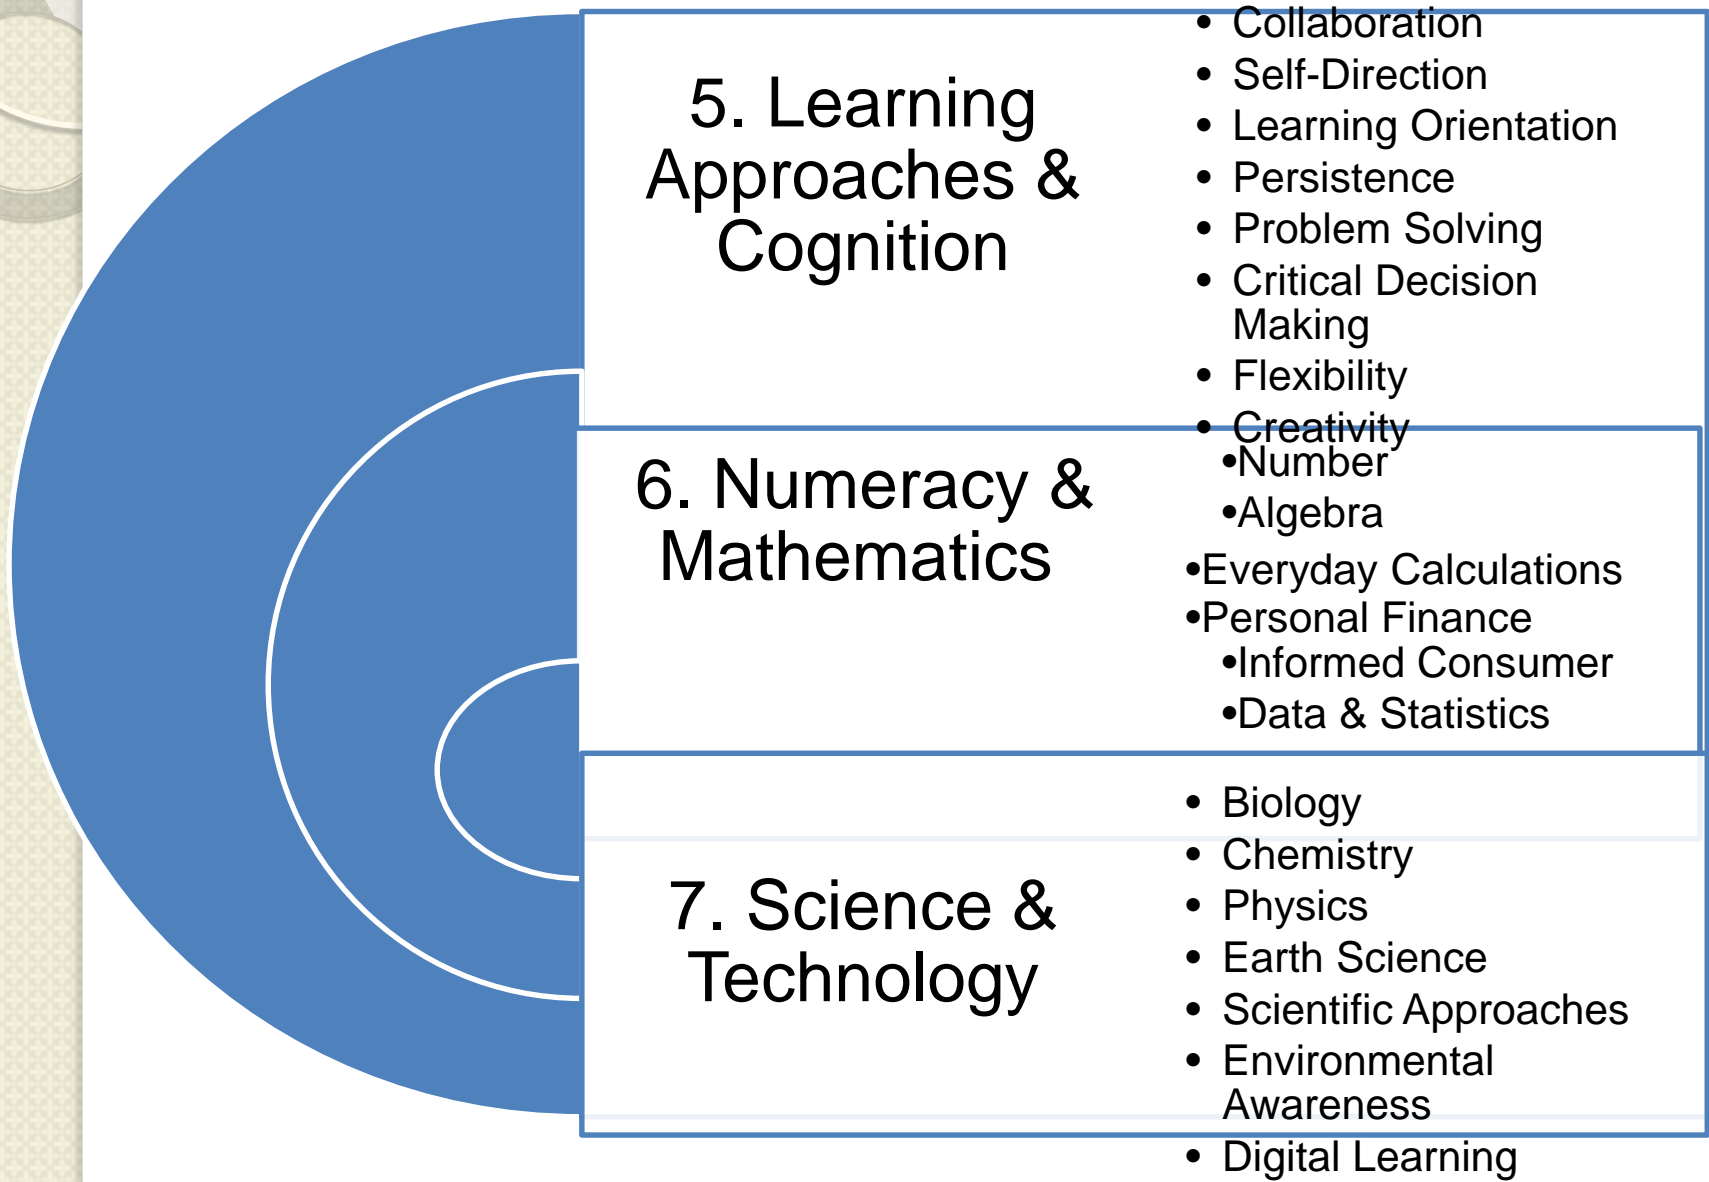 5. Learning
Approaches &
Cognition
• Collaboration
• Self-Direction
• Learning Orientation
• Persistence
• Problem Solving
• Critical Decision
Making
• Flexibility
• Creativity
6. Numeracy &
Mathematics
•Number
•Algebra
•Everyday Calculations
•Personal Finance
•Informed Consumer
•Data & Statistics
7. Science &
Technology
• Biology
• Chemistry
• Physics
• Earth Science
• Scientific Approaches
• Environmental
Awareness
• Digital Learning